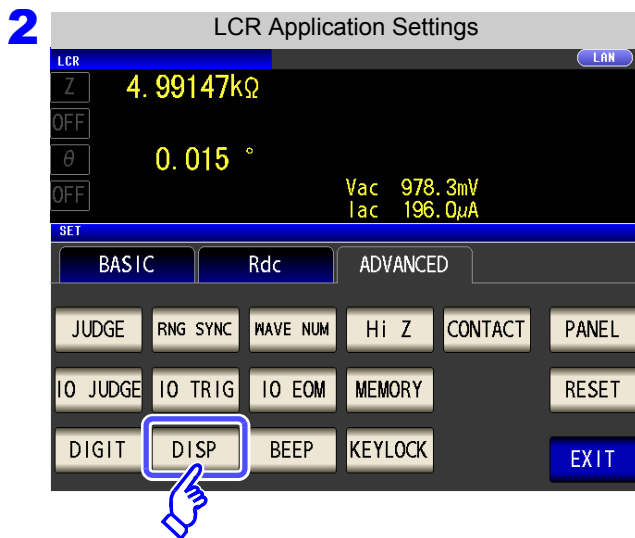 2
LCR Application Settings
LCR LAN
Z 4.99147kΩ
OFF
θ 0.015 °
OFF Vac 978.3mV
Iac 196.0μA
SET
BASIC Rdc ADVANCED
JUDGE RNG SYNC WAVE NUM Hi Z CONTACT PANEL
IO JUDGE IO TRIG IO EOM MEMORY RESET
DIGIT DISP BEEP KEYLOCK EXIT